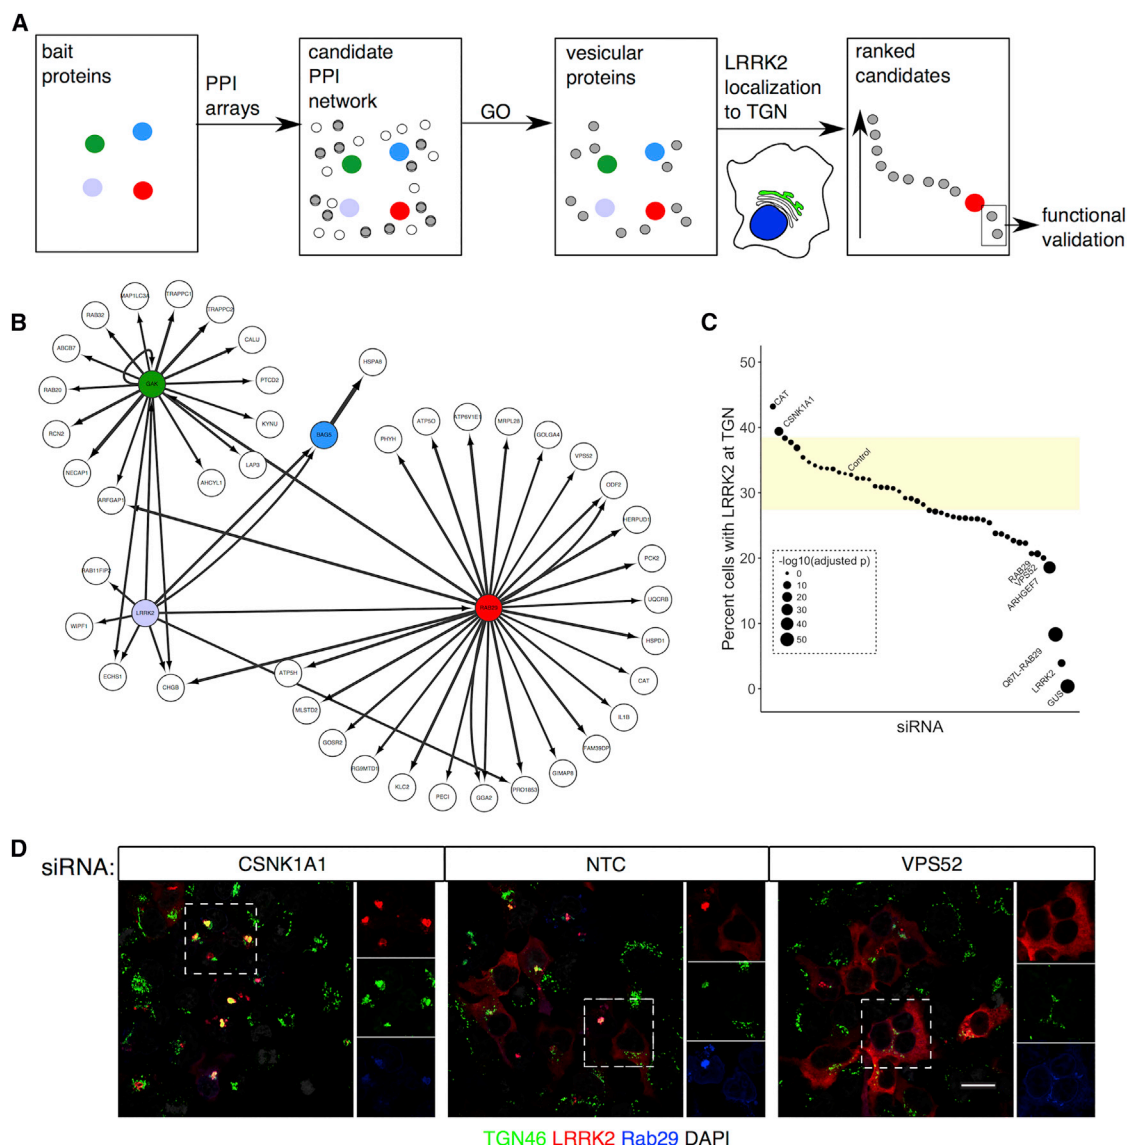 A
bait
proteins
PPI
arrays
candidate
PPI
network
GO
vesicular
proteins
LRRK2
localization
to TGN
ranked
candidates
functional
validation
B
MAP1LC3A
TRAPPC1
RAB32
TRAPPC2
ABCB7
CALU
GAK
PTCD2
RAB20
KYNU
RCN2
NECAP1
LAP3
AHCYL1
ARFGAP1
HSPA8
BAG5
PHYH
ATP5O
ATP6V1E1
MRPL28
GOLGA4
VPS52
ODF2
HERPUD1
PCK2
UQCRB
HSPD1
CAT
IL1B
FAM39DP
GIMAP8
PRO1853
GGA2
PECI
KLC2
RG9MTD1
GOSR2
MLSTD2
ATP5H
RAB29
RAB11FIP2
LRRK2
WIPF1
ECHS1
CHGB
C
Percent cells with LRRK2 at TGN
50
40
30
20
10
0
CAT
CSNK1A1
Control
RAB29
VPS52
ARHGEF7
Q67L-RAB29
LRRK2
GUS
-log10(adjusted p)
0
10
20
30
40
50
siRNA
D
siRNA:
CSNK1A1
NTC
VPS52
TGN46 LRRK2 Rab29 DAPI